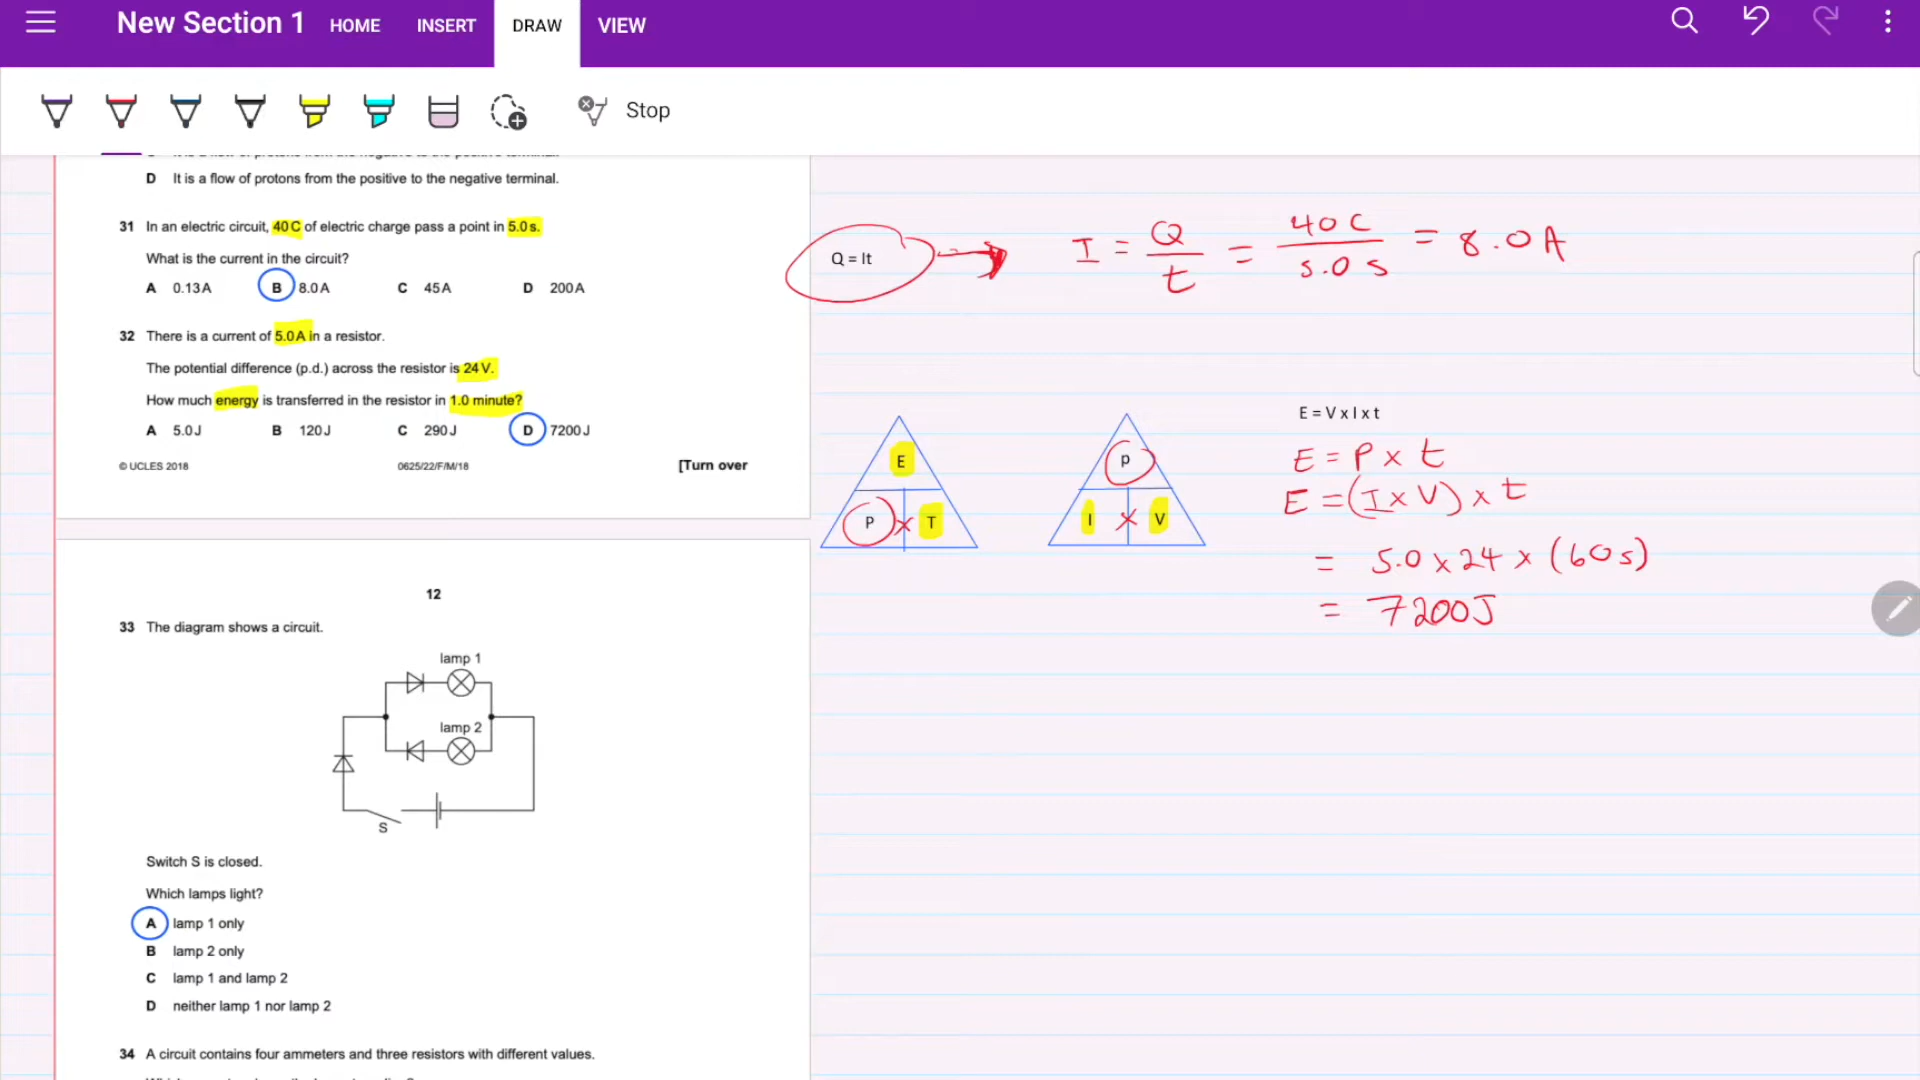 New Section 1 HOME INSERT DRAW VIEW
Stop
D It is a flow of protons from the positive to the negative terminal.
31 In an electric circuit, 40 C of electric charge pass a point in 5.0 s.
What is the current in the circuit?
A 0.13 A B 8.0 A C 45 A D 200 A
Q = It
I = Q/t = 40 C/5.0 s = 8.0 A
32 There is a current of 5.0 A in a resistor.
The potential difference (p.d.) across the resistor is 24 V.
How much energy is transferred in the resistor in 1.0 minute?
A 5.0 J B 120 J C 290 J D 7200 J
© UCLES 2018 0625/22/F/M/18 [Turn over
E
P x T
p
I x V
E = V x I x t
E = P x t
E = (I x V) x t
= 5.0 x 24 x (60 s)
= 7200 J
12
33 The diagram shows a circuit.
lamp 1
lamp 2
S
Switch S is closed.
Which lamps light?
A lamp 1 only
B lamp 2 only
C lamp 1 and lamp 2
D neither lamp 1 nor lamp 2
34 A circuit contains four ammeters and three resistors with different values.